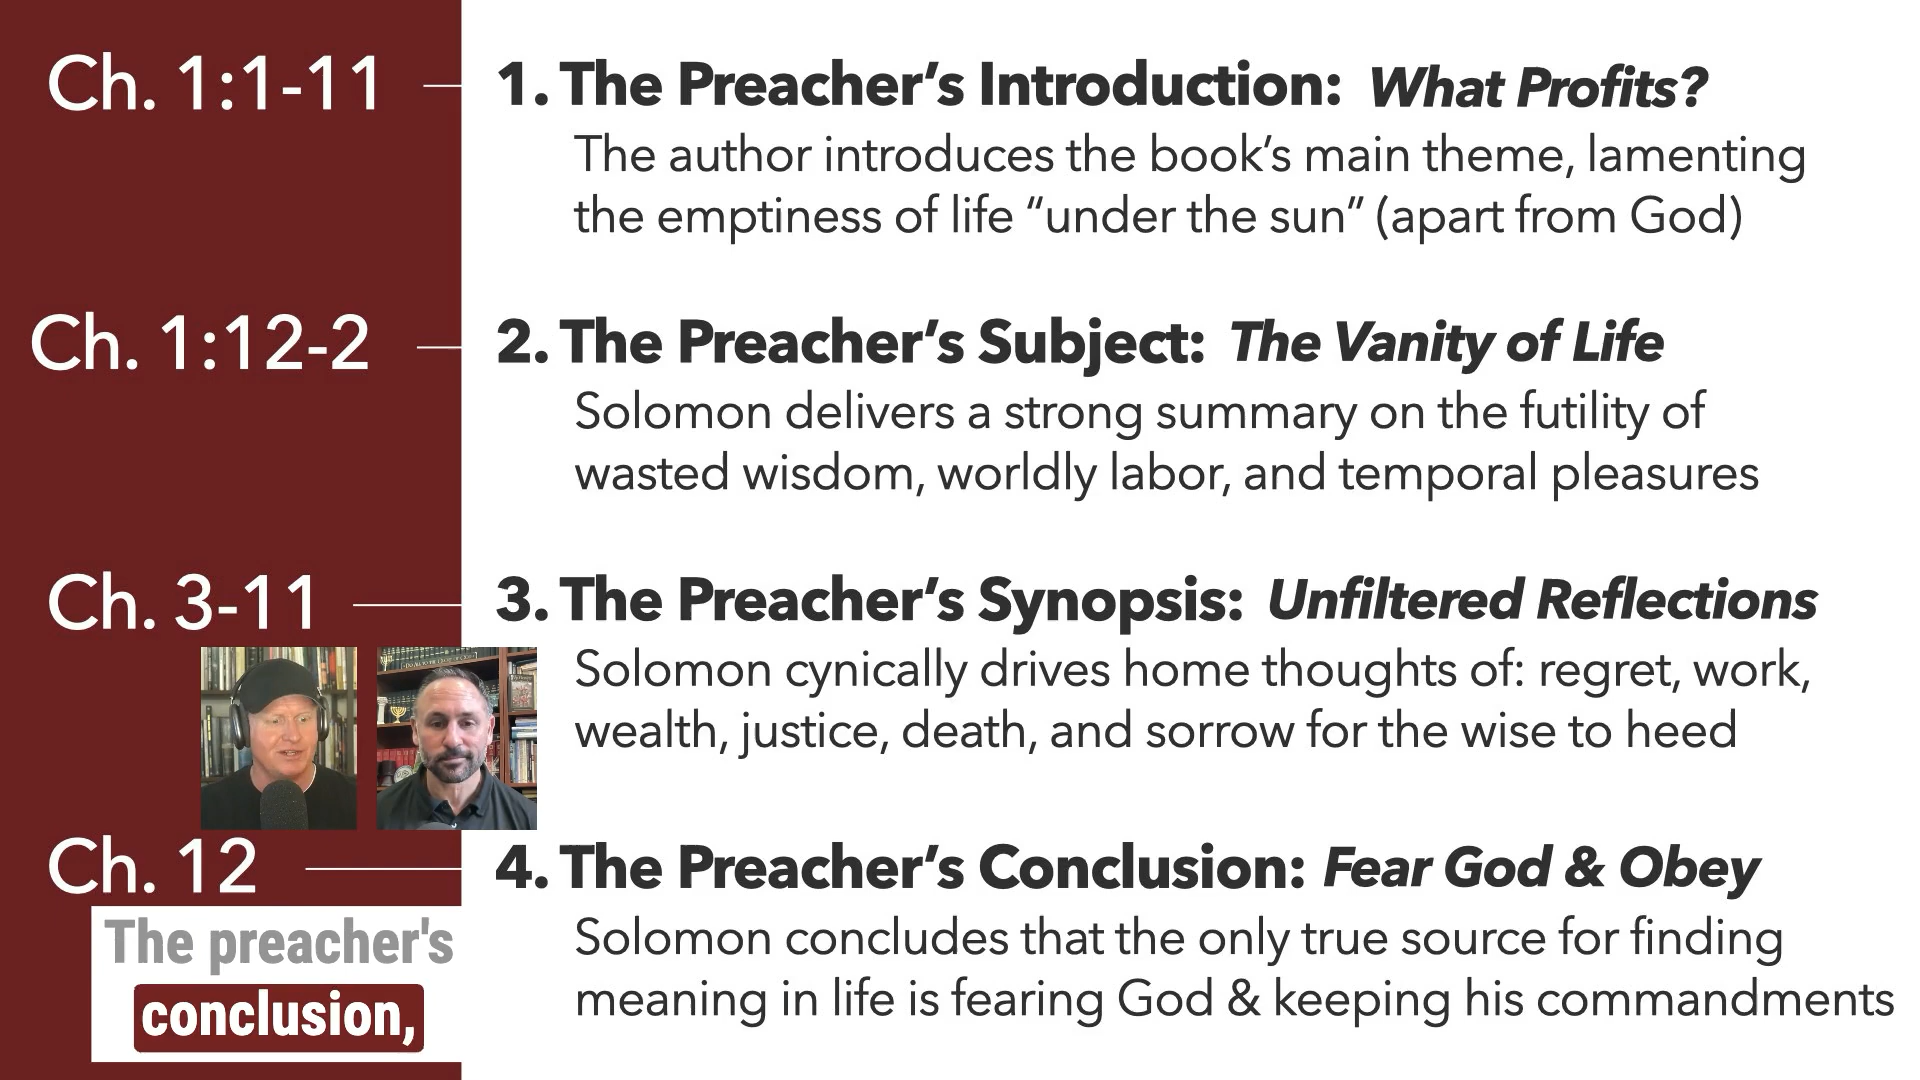 Ch. 1:1-11
1. The Preacher’s Introduction: What Profits?
The author introduces the book’s main theme, lamenting
the emptiness of life “under the sun” (apart from God)
Ch. 1:12-2
2. The Preacher’s Subject: The Vanity of Life
Solomon delivers a strong summary on the futility of
wasted wisdom, worldly labor, and temporal pleasures
Ch. 3-11
3. The Preacher’s Synopsis: Unfiltered Reflections
Solomon cynically drives home thoughts of: regret, work,
wealth, justice, death, and sorrow for the wise to heed
Ch. 12
4. The Preacher’s Conclusion: Fear God & Obey
Solomon concludes that the only true source for finding
meaning in life is fearing God & keeping his commandments
The preacher's
conclusion,